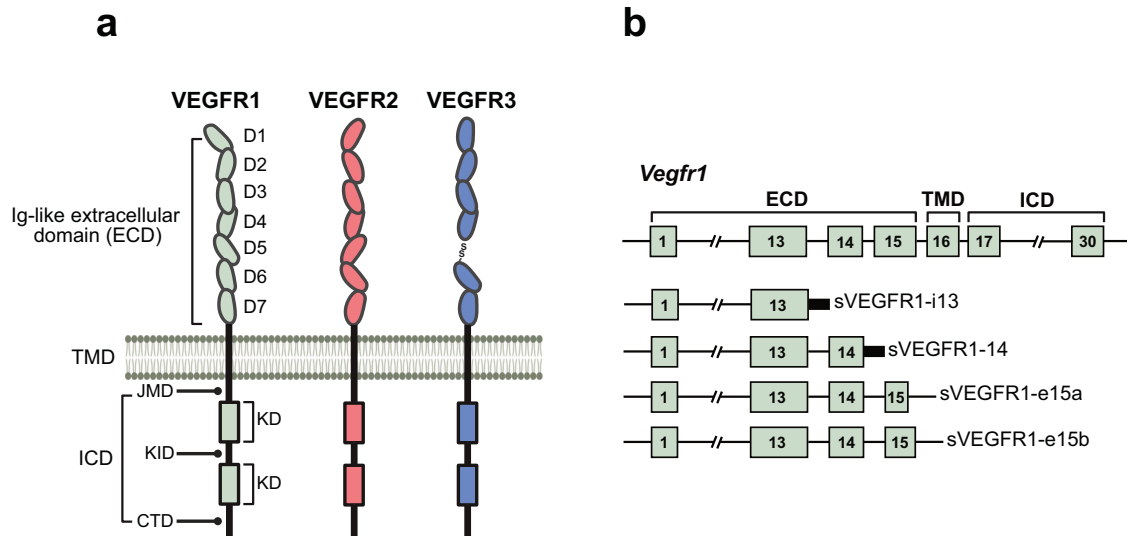 a
VEGFR1 VEGFR2 VEGFR3
D1
D2
D3
D4
D5
D6
D7
Ig-like extracellular
domain (ECD)
s
s
TMD
JMD
KD
ICD
KID
KD
CTD
b
Vegfr1
ECD TMD ICD
1 13 14 15 16 17 30
1 13 sVEGFR1-i13
1 13 14 sVEGFR1-14
1 13 14 15 sVEGFR1-e15a
1 13 14 15 sVEGFR1-e15b